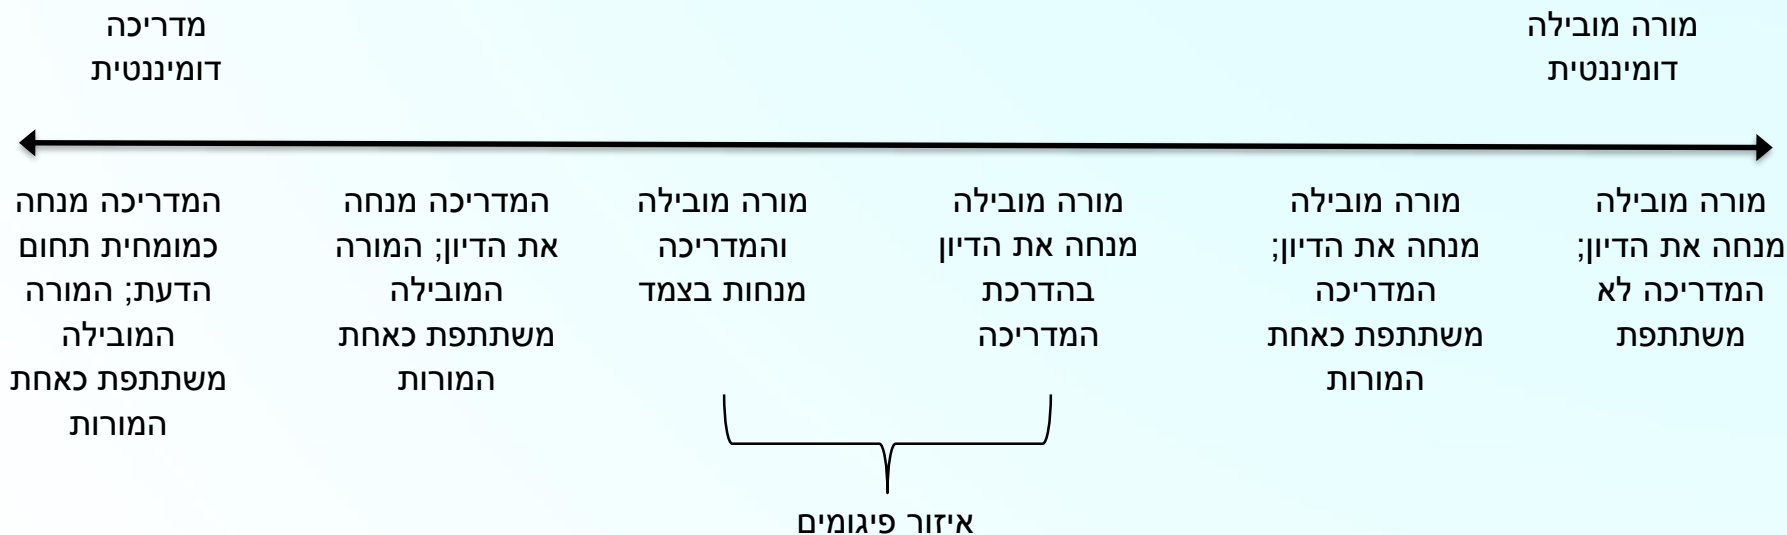 מורה מובילה
דומיננטית
מדריכה
דומיננטית
מורה מובילה
מנחה את הדיון;
המדריכה לא
משתתפת
מורה מובילה
מנחה את הדיון;
המדריכה
משתתפת כאחת
המורות
מורה מובילה
מנחה את הדיון
בהדרכת
המדריכה
מורה מובילה
והמדריכה
מנחות בצמד
המדריכה מנחה
את הדיון; המורה
המובילה
משתתפת כאחת
המורות
המדריכה מנחה
כמומחית תחום
הדעת; המורה
המובילה
משתתפת כאחת
המורות
איזור פיגומים